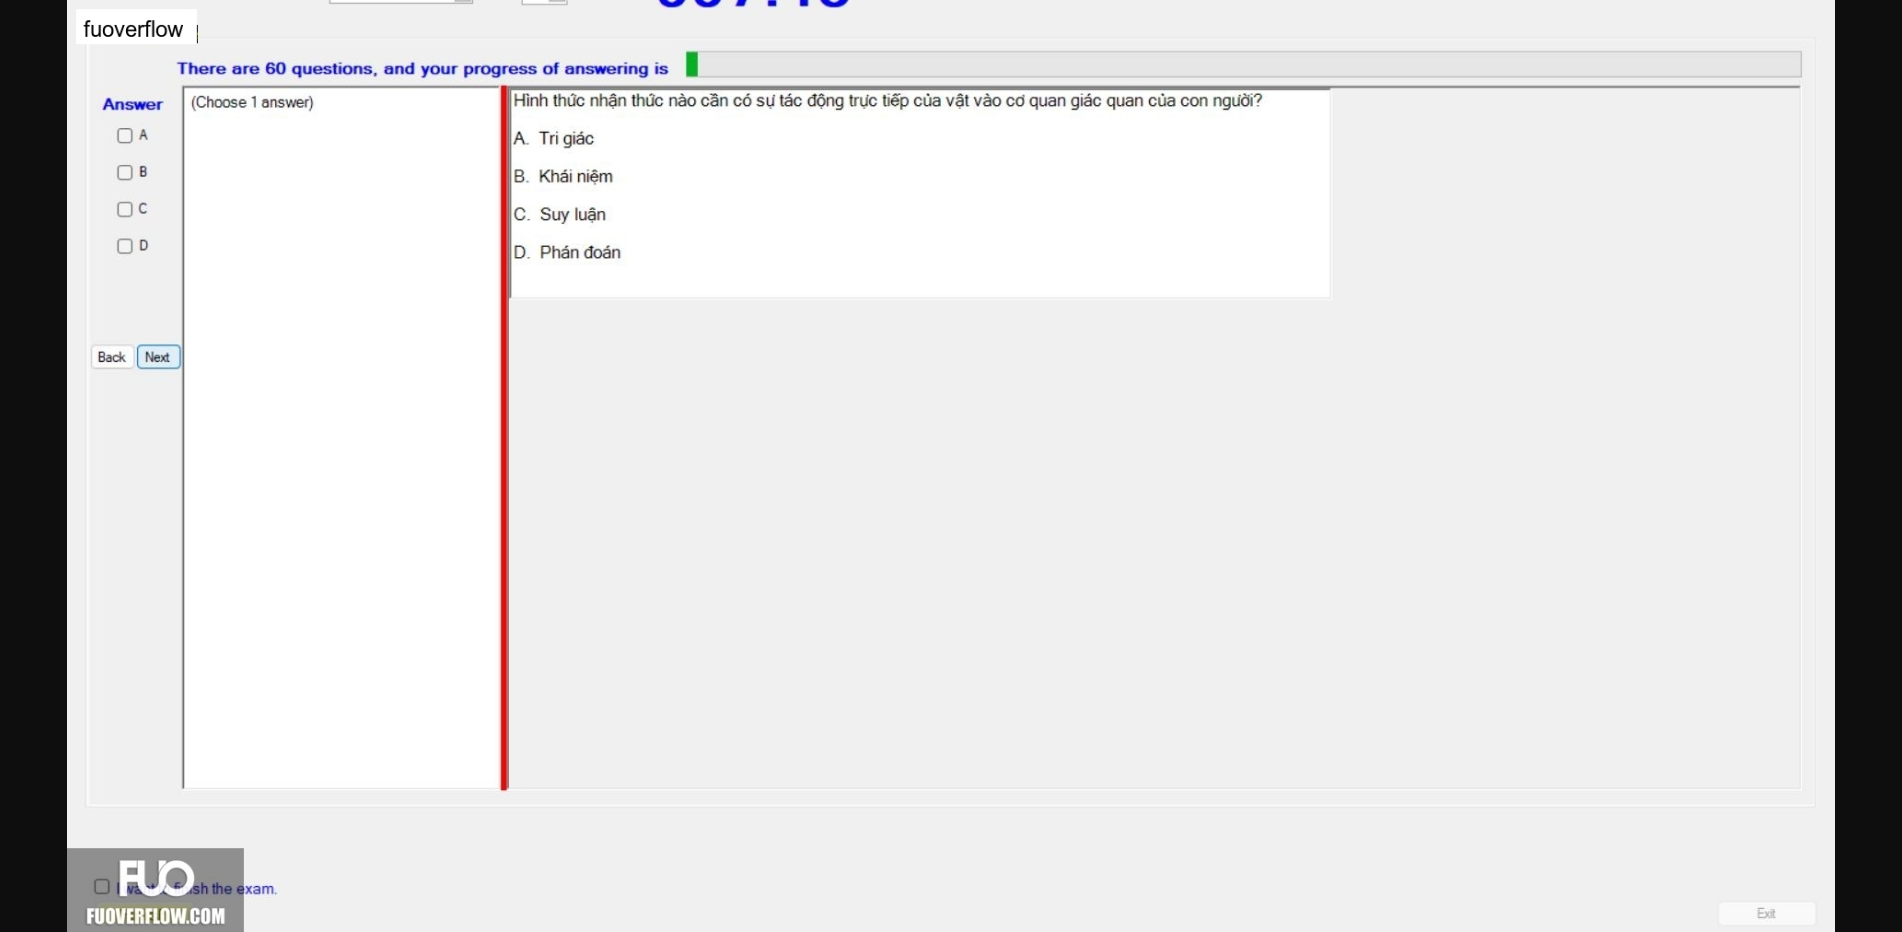 fuoverflow
There are 60 questions, and your progress of answering is
Answer
(Choose 1 answer)
Hình thức nhận thức nào cần có sự tác động trực tiếp của vật vào cơ quan giác quan của con người?
A
A. Tri giác
B
B. Khái niệm
C
C. Suy luận
D
D. Phán đoán
Back
Next
FUO
I want finish the exam.
FUOVERFLOW.COM
Exit